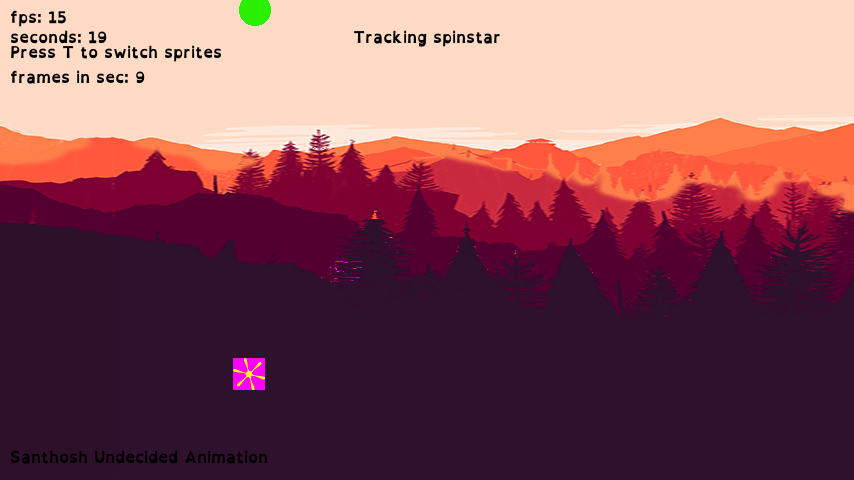 fps: 15
seconds: 19
Tracking spinstar
Press T to switch sprites
frames in sec: 9
Santhosh Undecided Animation